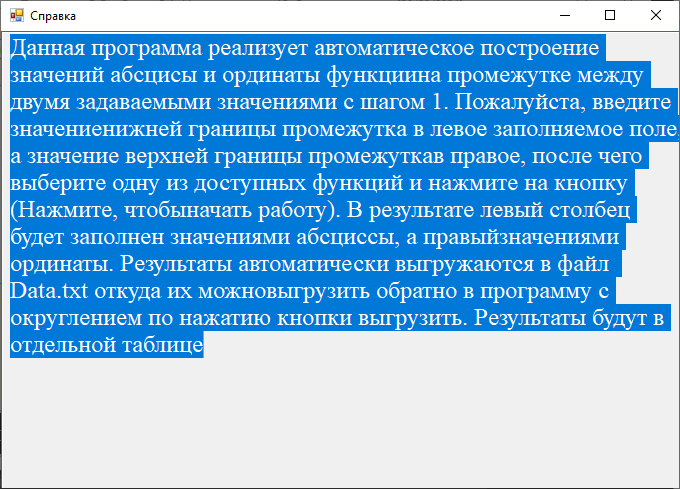 Справка
Данная программа реализует автоматическое построение
значений абсцисы и ординаты функциина промежутке между
двумя задаваемыми значениями с шагом 1. Пожалуйста, введите
значениенижней границы промежутка в левое заполняемое поле,
а значение верхней границы промежуткав правое, после чего
выберите одну из доступных функций и нажмите на кнопку
(Нажмите, чтобыначать работу). В результате левый столбец
будет заполнен значениями абсциссы, а правыйзначениями
ординаты. Результаты автоматически выгружаются в файл
Data.txt откуда их можновыгрузить обратно в программу с
округлением по нажатию кнопки выгрузить. Результаты будут в
отдельной таблице